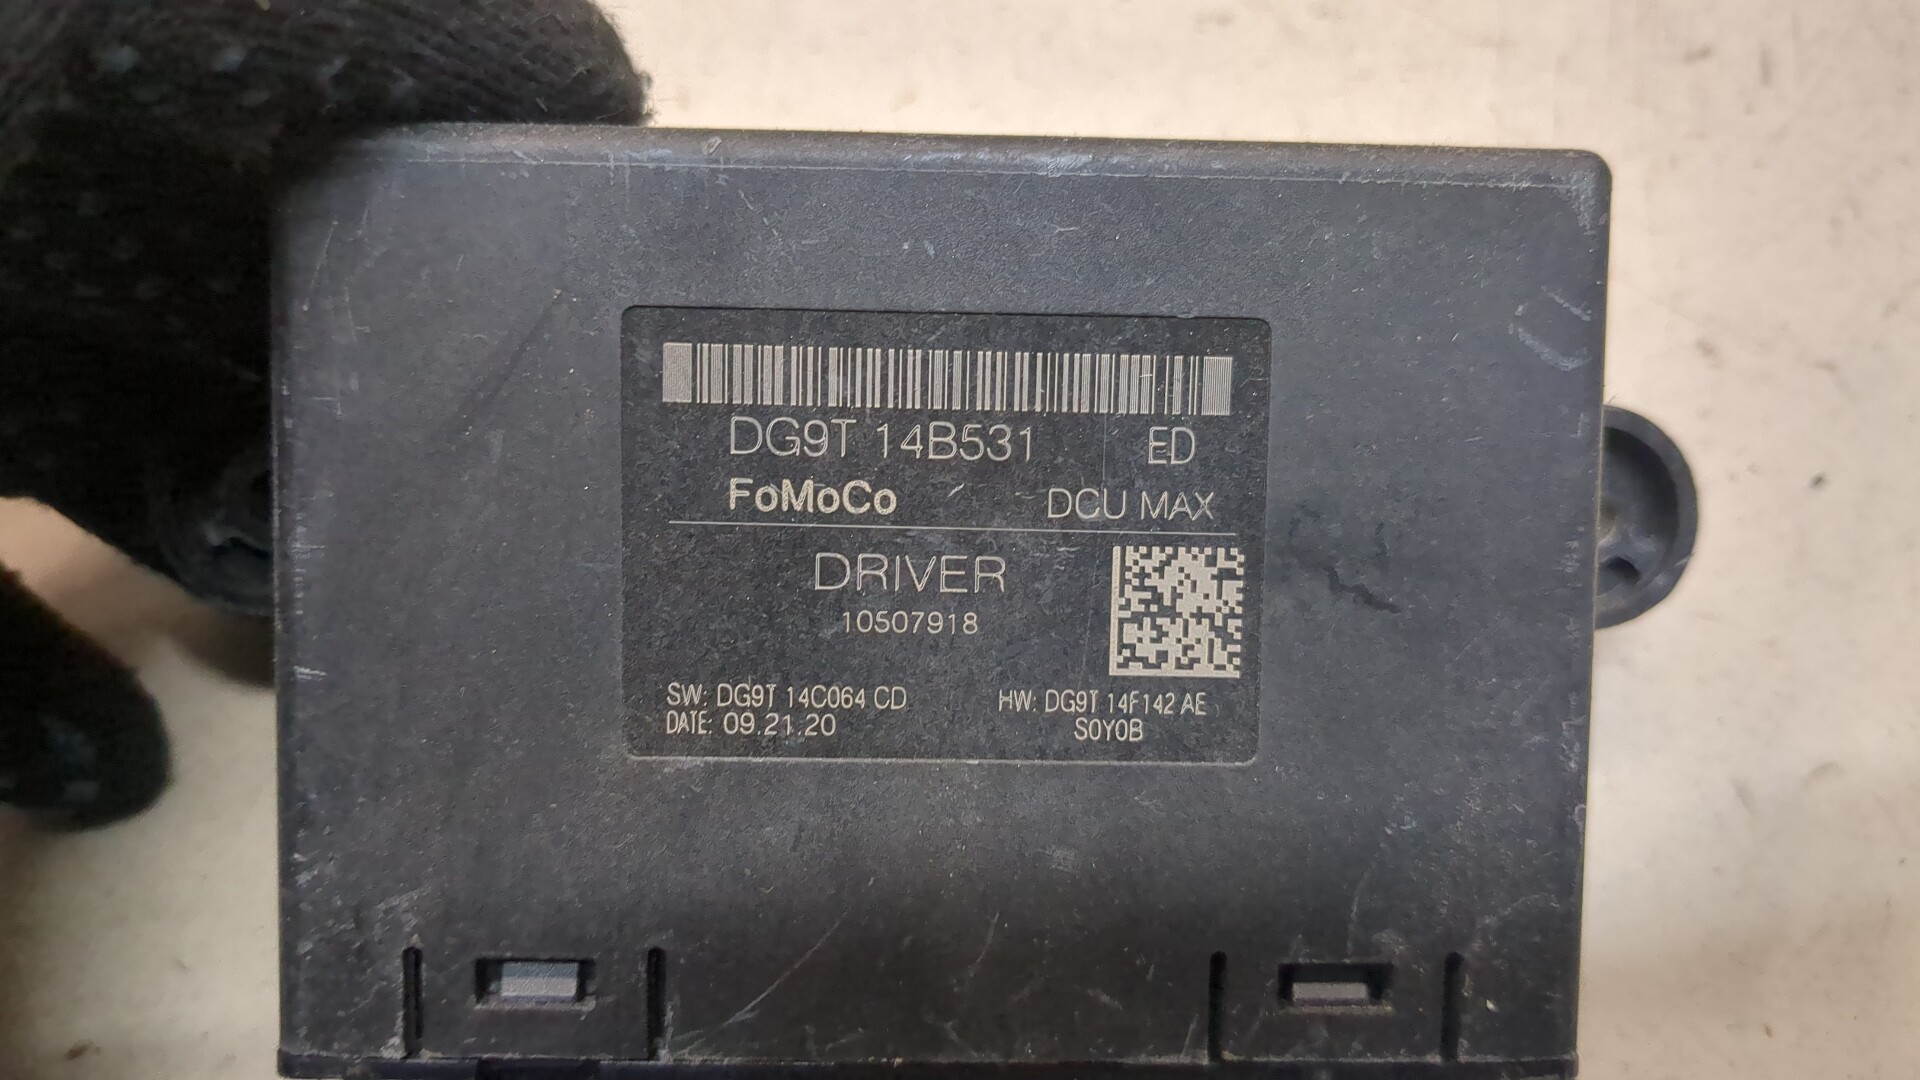 DG9T 14B531 ED
FoMoCo DCU MAX
DRIVER
10507918
SW: DG9T 14C064 CD HW: DG9T 14F142 AE
DATE: 09.21.20 S0Y0B